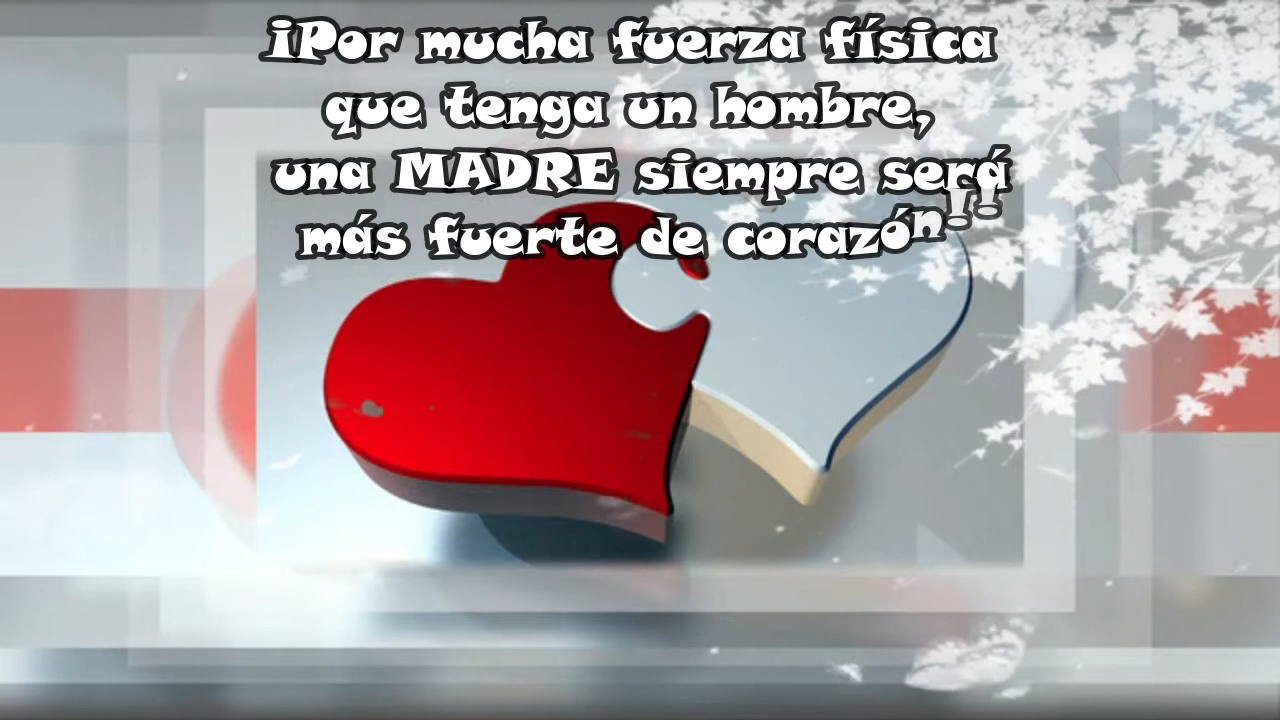 ¡Por mucha fuerza física
que tenga un hombre,
una MADRE siempre será
más fuerte de corazón!!